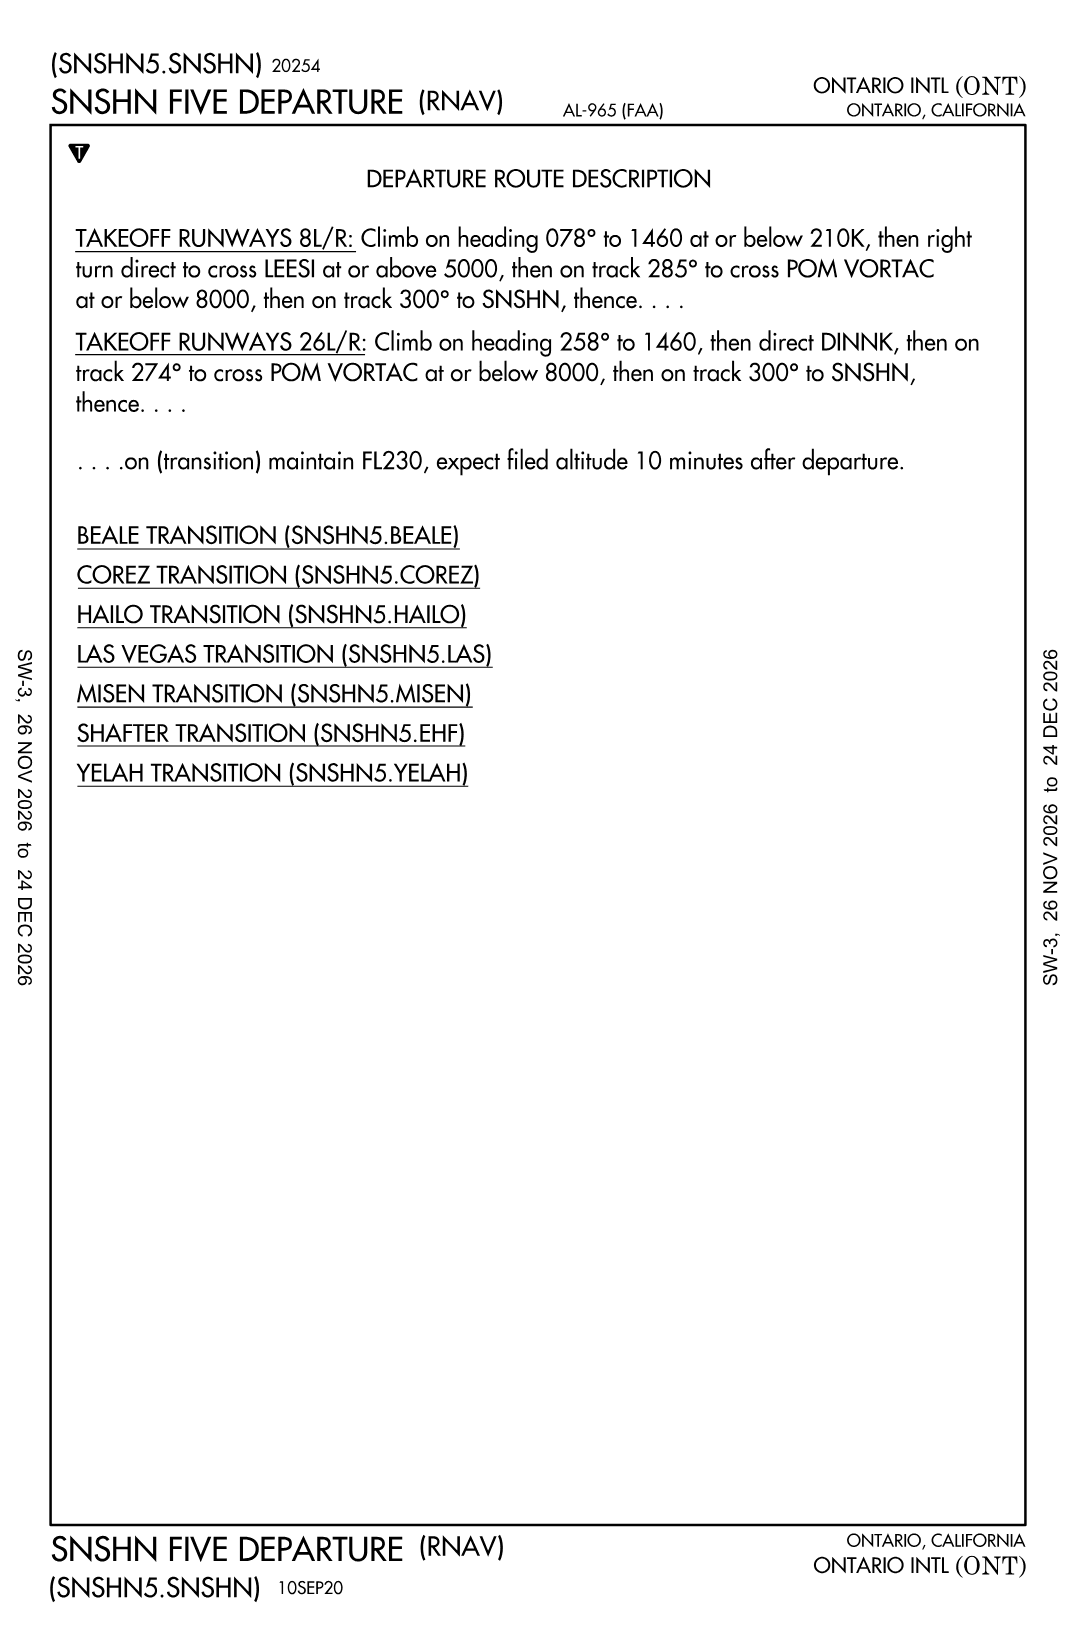 (SNSHN5.SNSHN) 20254
SNSHN FIVE DEPARTURE (RNAV)
AL-965 (FAA)
ONTARIO INTL (ONT)
ONTARIO, CALIFORNIA
T
DEPARTURE ROUTE DESCRIPTION
TAKEOFF RUNWAYS 8L/R: Climb on heading 078° to 1460 at or below 210K, then right
turn direct to cross LEESI at or above 5000, then on track 285° to cross POM VORTAC
at or below 8000, then on track 300° to SNSHN, thence. . . .
TAKEOFF RUNWAYS 26L/R: Climb on heading 258° to 1460, then direct DINNK, then on
track 274° to cross POM VORTAC at or below 8000, then on track 300° to SNSHN,
thence. . . .
. . . .on (transition) maintain FL230, expect filed altitude 10 minutes after departure.
BEALE TRANSITION (SNSHN5.BEALE)
COREZ TRANSITION (SNSHN5.COREZ)
HAILO TRANSITION (SNSHN5.HAILO)
LAS VEGAS TRANSITION (SNSHN5.LAS)
MISEN TRANSITION (SNSHN5.MISEN)
SHAFTER TRANSITION (SNSHN5.EHF)
YELAH TRANSITION (SNSHN5.YELAH)
SW-3, 26 NOV 2026 to 24 DEC 2026
SW-3, 26 NOV 2026 to 24 DEC 2026
SNSHN FIVE DEPARTURE (RNAV)
(SNSHN5.SNSHN) 10SEP20
ONTARIO, CALIFORNIA
ONTARIO INTL (ONT)